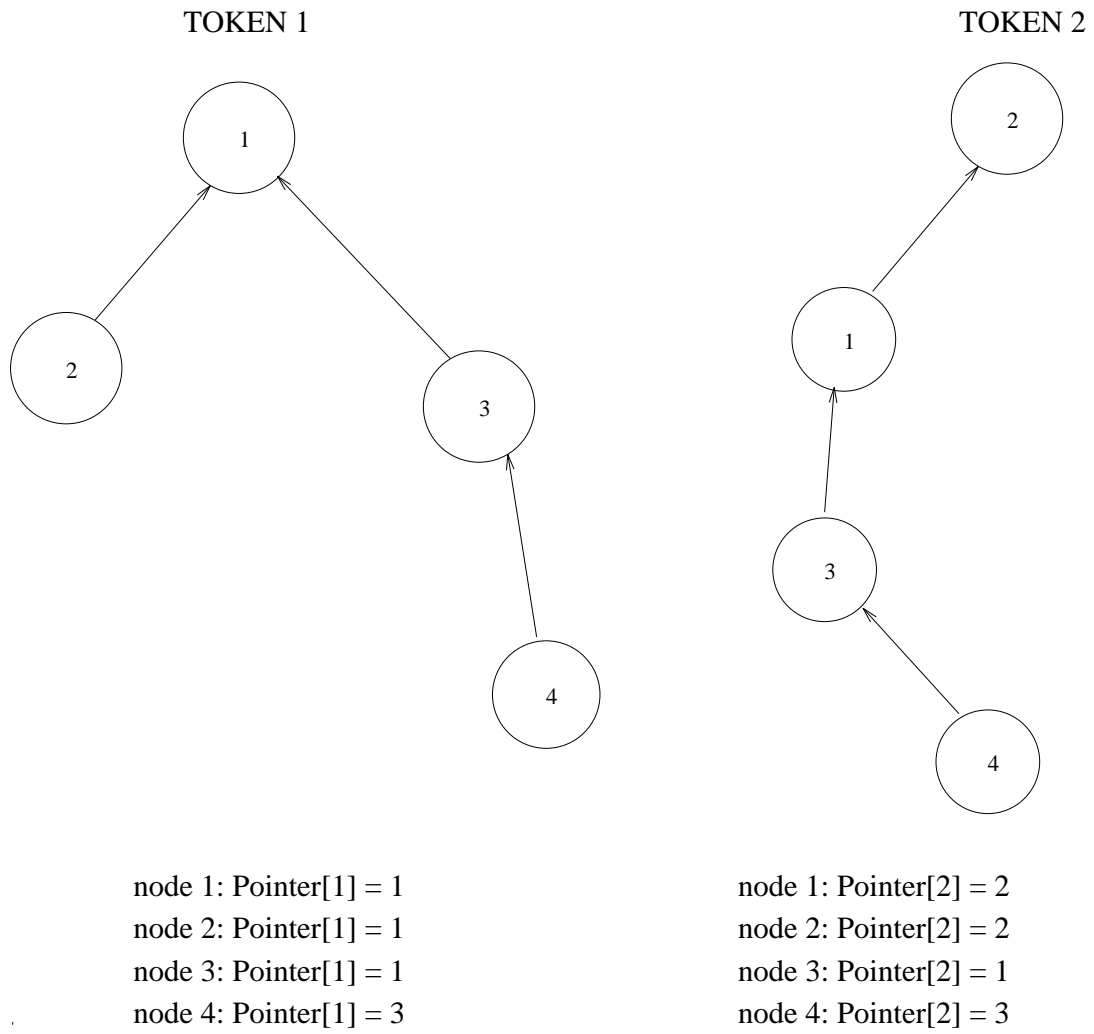 TOKEN 1
1
2
3
4
node 1: Pointer[1] = 1
node 2: Pointer[1] = 1
node 3: Pointer[1] = 1
node 4: Pointer[1] = 3
TOKEN 2
2
1
3
4
node 1: Pointer[2] = 2
node 2: Pointer[2] = 2
node 3: Pointer[2] = 1
node 4: Pointer[2] = 3